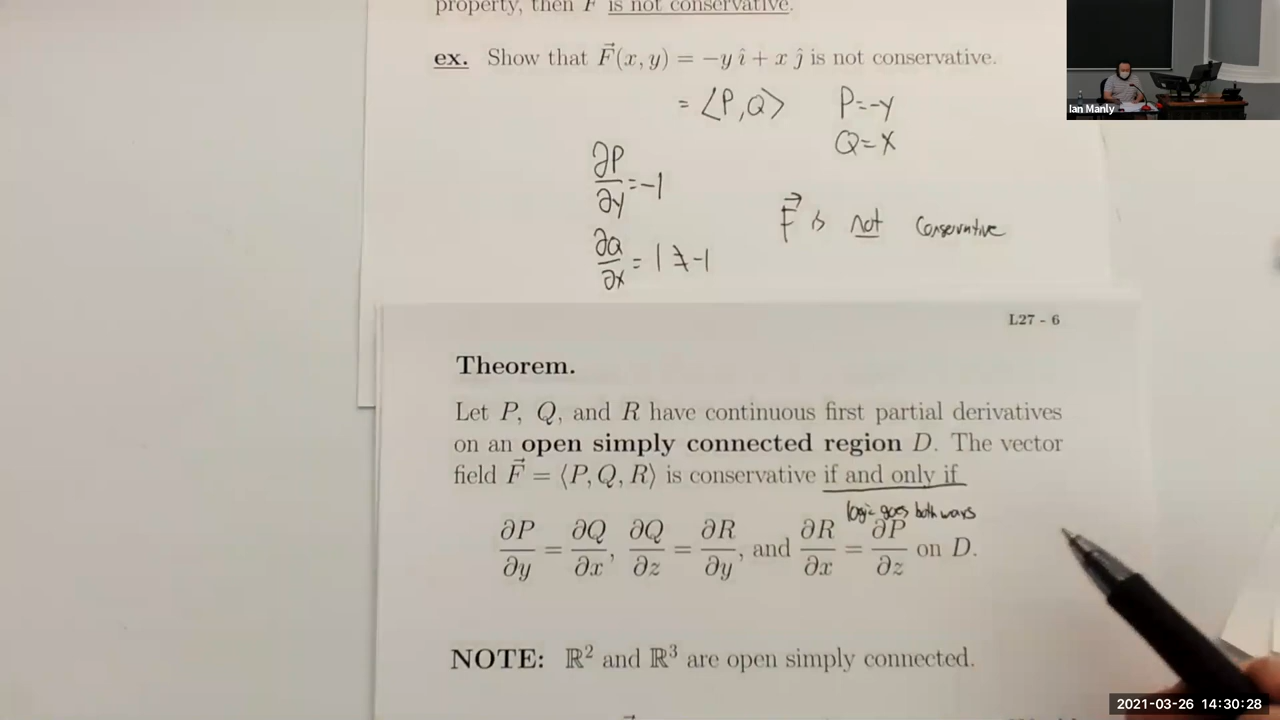 property, then F⃗ is not conservative.
ex. Show that F⃗(x, y) = −y î + x ĵ is not conservative.
= ⟨P, Q⟩ P = −y
Q = x
∂P/∂y = −1
F⃗ is not conservative
∂Q/∂x = 1 ≠ −1
Ian Manly
L27 - 6
Theorem.
Let P, Q, and R have continuous first partial derivatives
on an open simply connected region D. The vector
field F⃗ = ⟨P, Q, R⟩ is conservative if and only if
logic goes both ways
∂P/∂y = ∂Q/∂x, ∂Q/∂z = ∂R/∂y, and ∂R/∂x = ∂P/∂z on D.
NOTE: ℝ² and ℝ³ are open simply connected.
2021-03-26 14:30:28